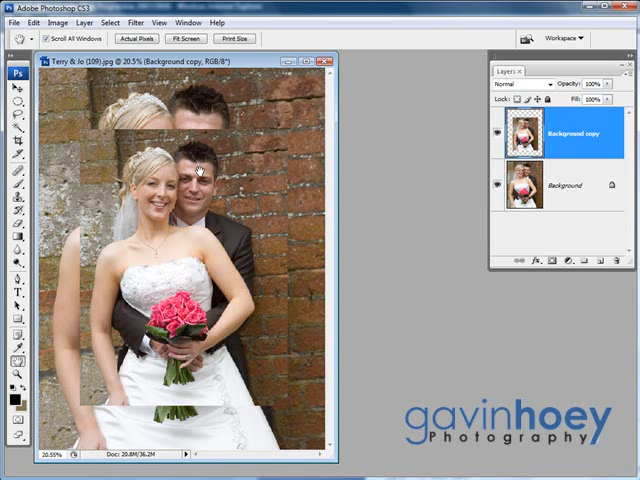 Adobe Photoshop CS3
File Edit Image Layer Select Filter View Window Help
Scroll All Windows Actual Pixels Fit Screen Print Size Workspace
Terry & Jo (109).jpg @ 20.5% (Background copy, RGB/8*)
Layers
Normal Opacity: 100%
Lock: Fill: 100%
Background copy
Background
Ps
T
fx
20.55% Doc: 20.8M/36.2M
gavinhoey
Photography